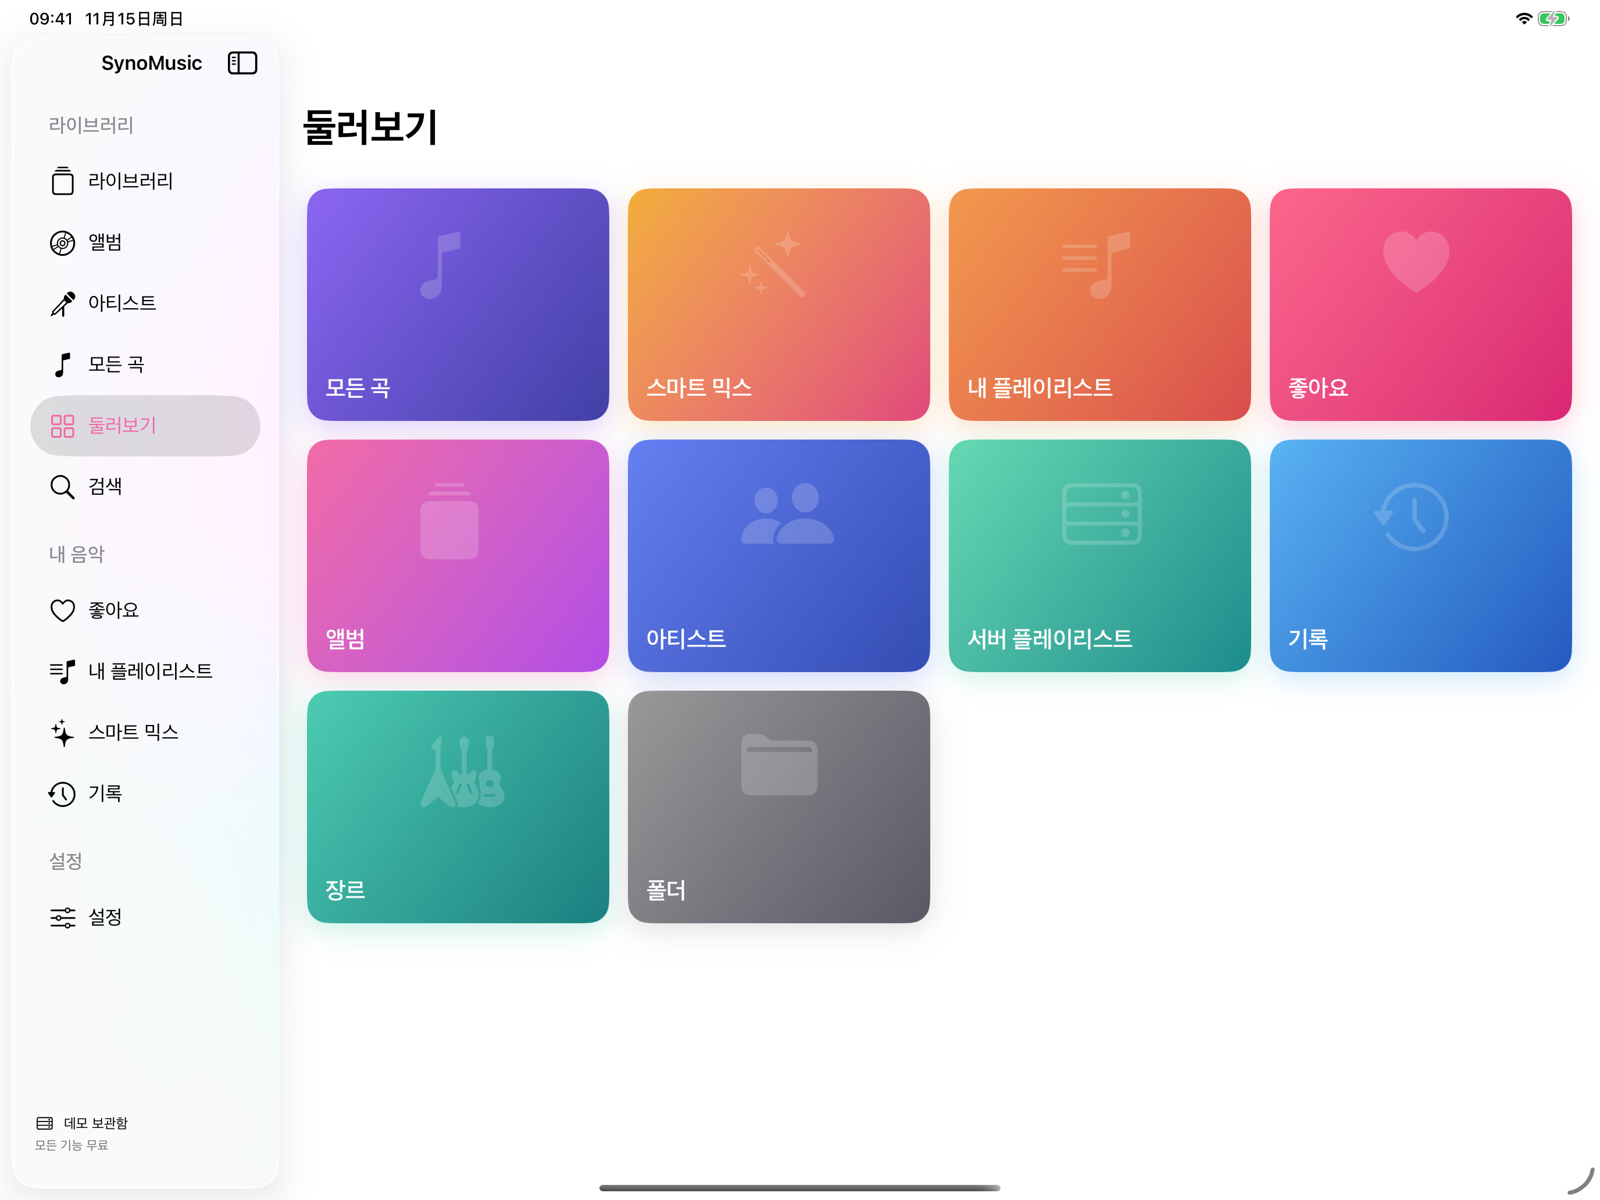 09:41 11月15日周日
SynoMusic
라이브러리
라이브러리
앨범
아티스트
모든 곡
둘러보기
검색
내 음악
좋아요
내 플레이리스트
스마트 믹스
기록
설정
설정
데모 보관함
모든 기능 무료
둘러보기
모든 곡
스마트 믹스
내 플레이리스트
좋아요
앨범
아티스트
서버 플레이리스트
기록
장르
폴더